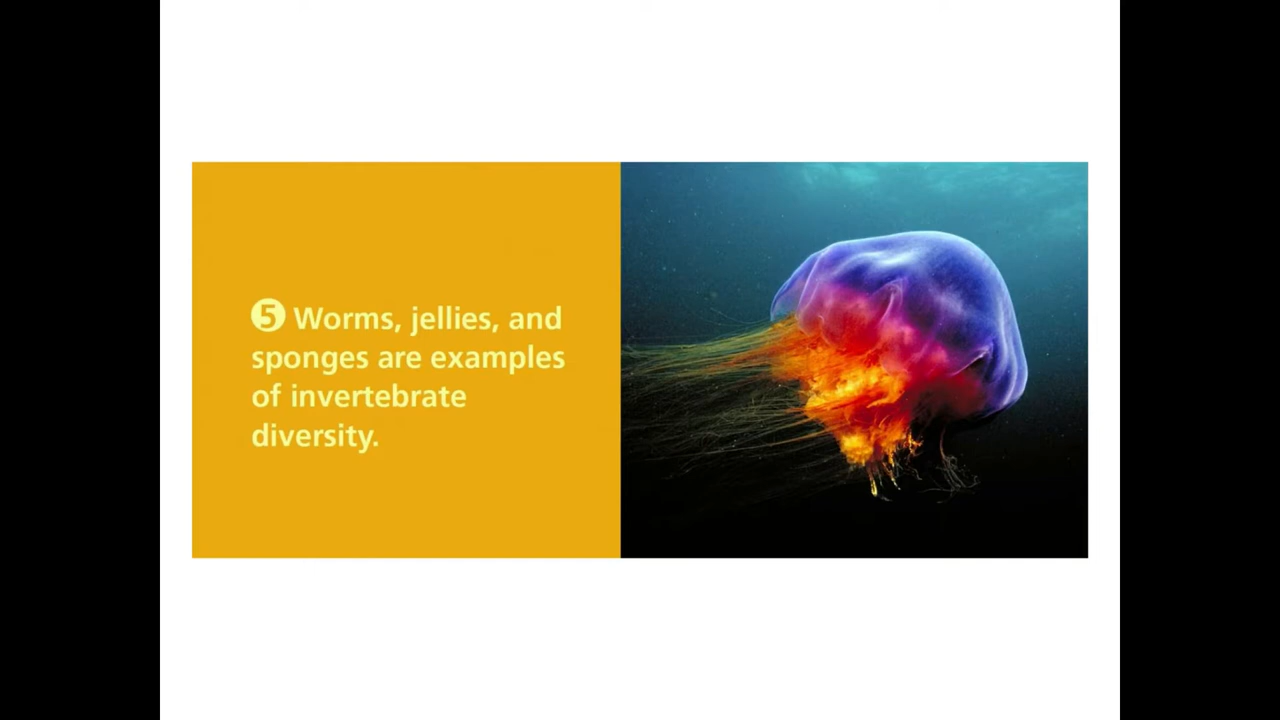 5 Worms, jellies, and
sponges are examples
of invertebrate
diversity.